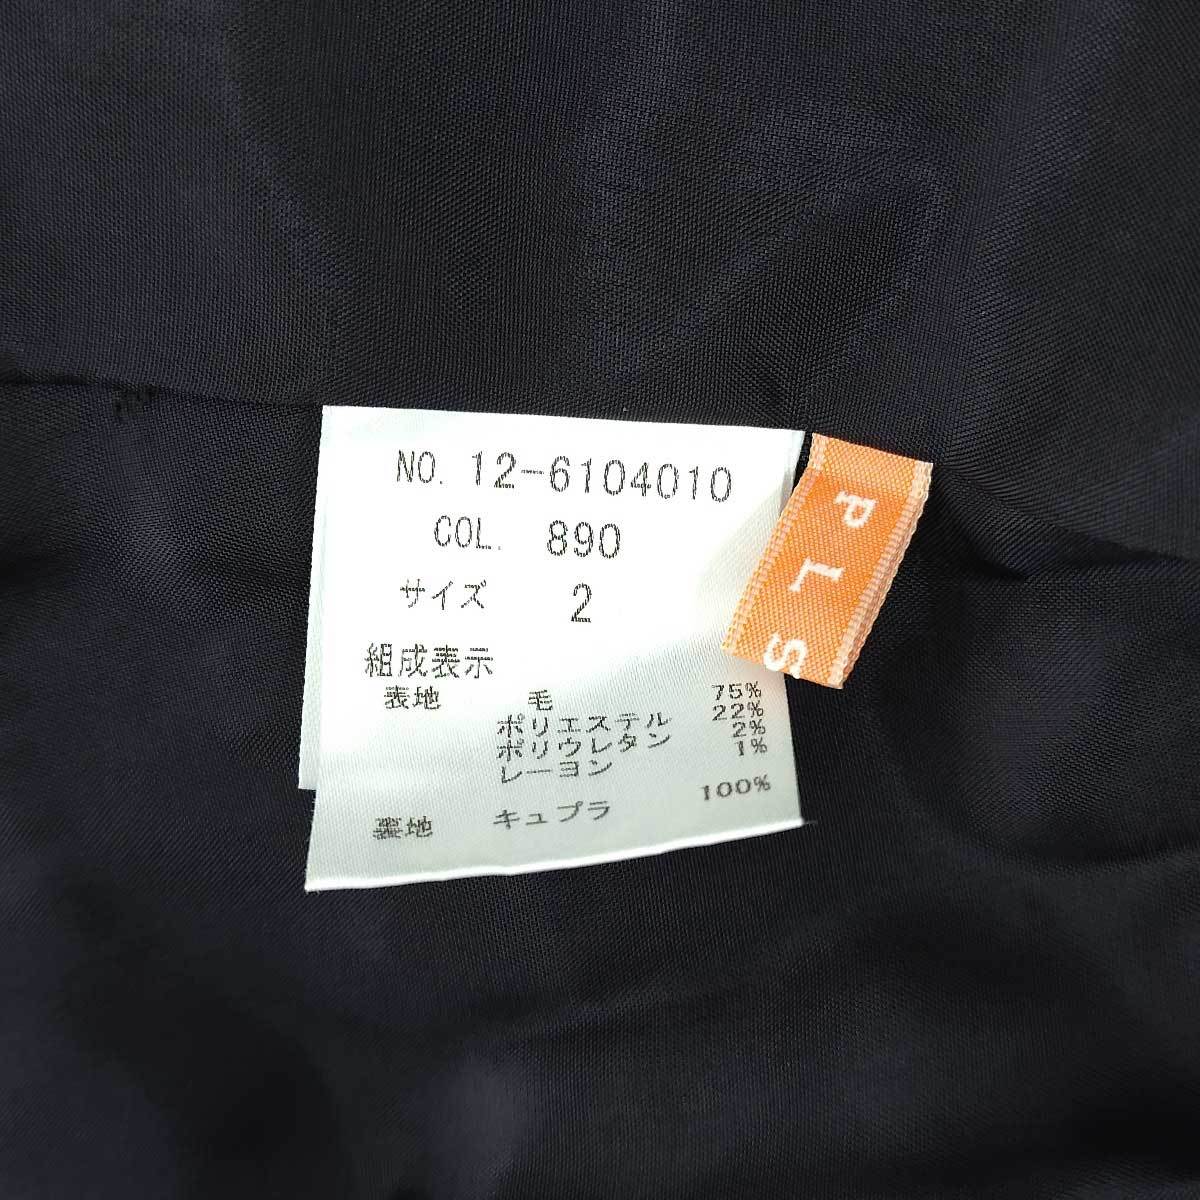 NO. 12-6104010
COL. 890
サイズ 2
組成表示
表地 毛 75%
ポリエステル 22%
ポリウレタン 2%
レーヨン 1%
裏地 キュプラ 100%
PLS